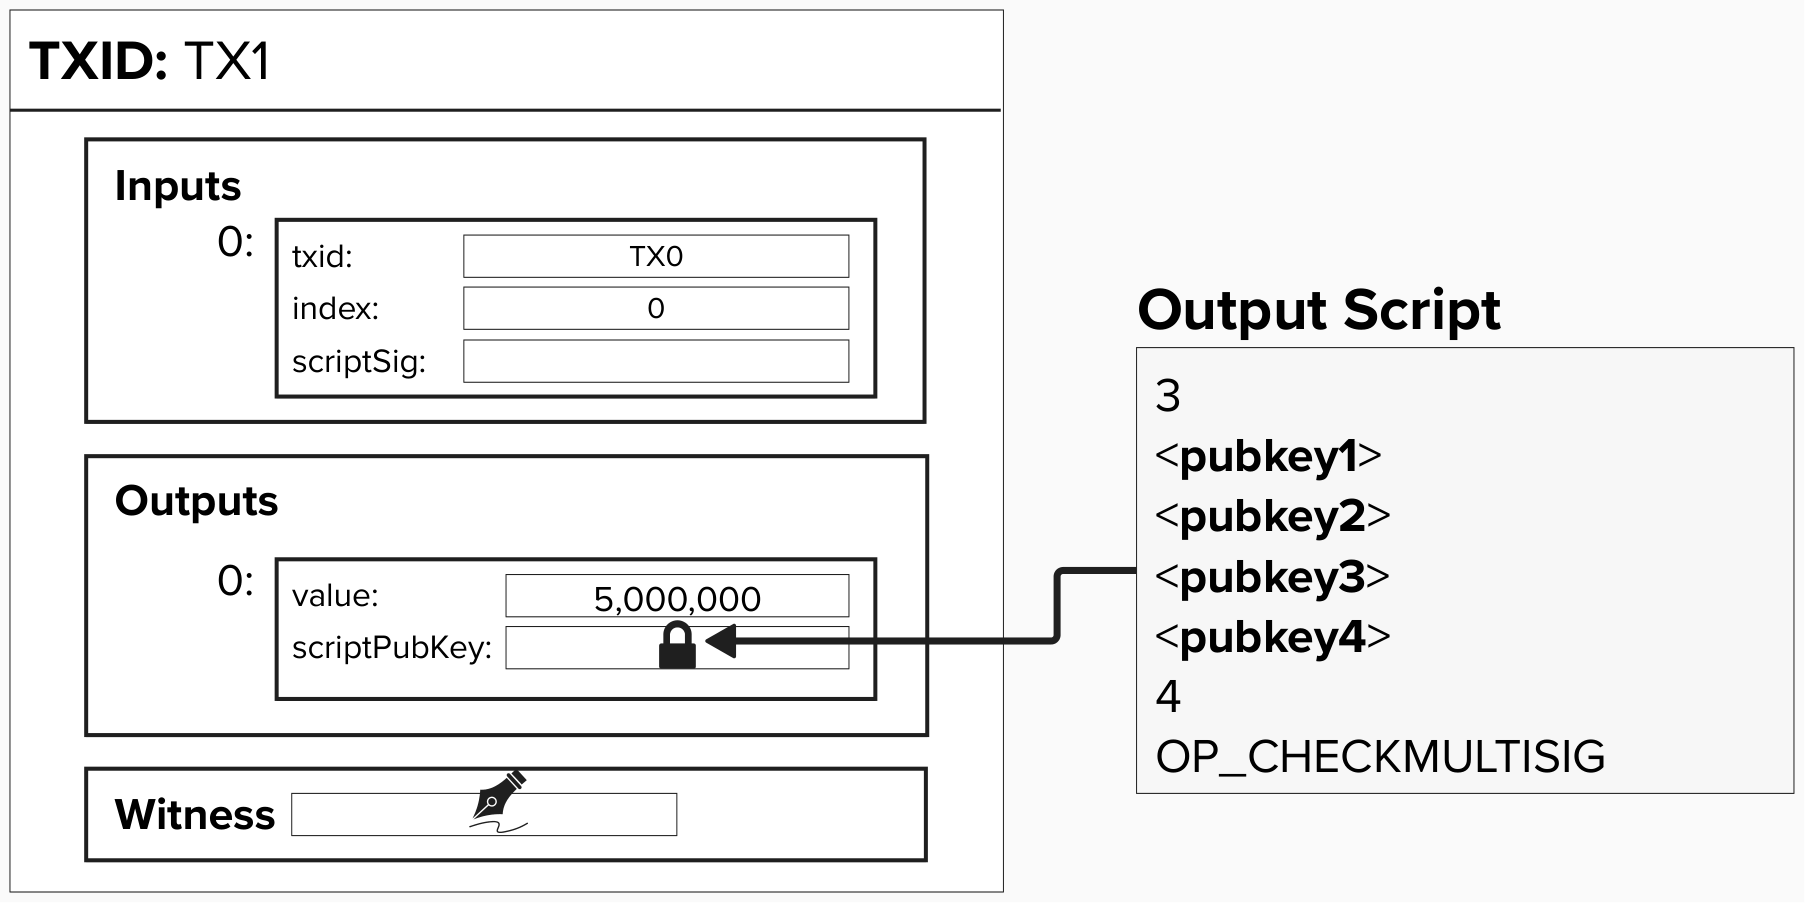 TXID: TX1
Inputs
0:
txid: TX0
index: 0
scriptSig:
Outputs
0:
value: 5,000,000
scriptPubKey:
Witness
Output Script
3
<pubkey1>
<pubkey2>
<pubkey3>
<pubkey4>
4
OP_CHECKMULTISIG